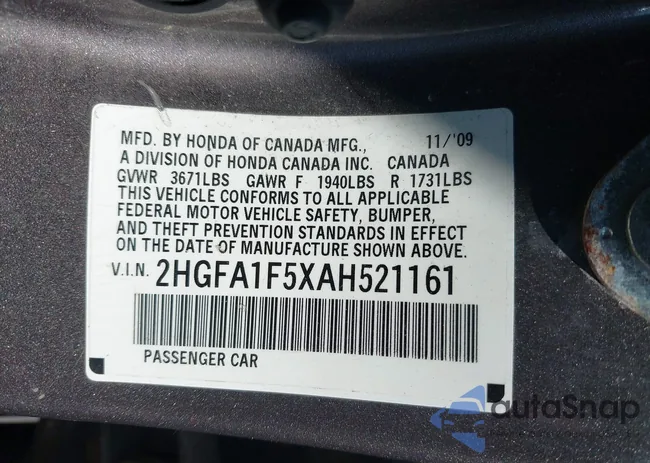 MFD. BY HONDA OF CANADA MFG., 11/'09
A DIVISION OF HONDA CANADA INC. CANADA
GVWR 3671LBS GAWR F 1940LBS R 1731LBS
THIS VEHICLE CONFORMS TO ALL APPLICABLE
FEDERAL MOTOR VEHICLE SAFETY, BUMPER,
AND THEFT PREVENTION STANDARDS IN EFFECT
ON THE DATE OF MANUFACTURE SHOWN ABOVE.
V.I.N. 2HGFA1F5XAH521161
PASSENGER CAR
autoSnap